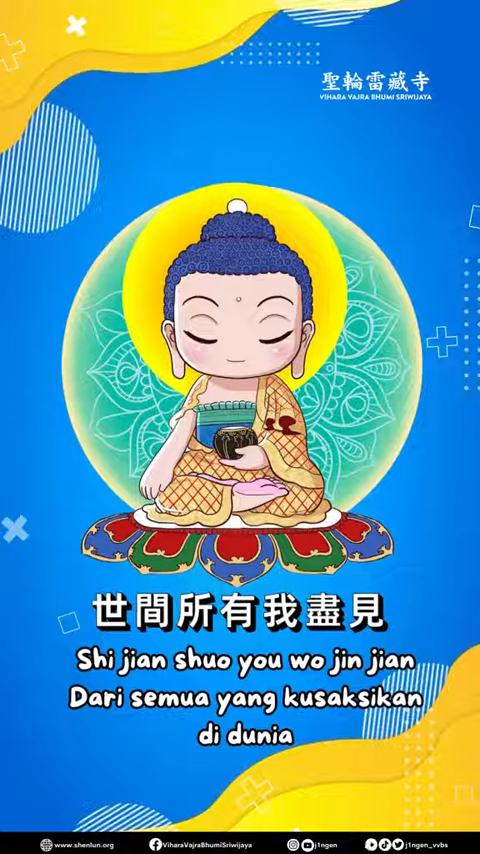 聖輪雷藏寺
VIHARA VAJRA BHUMI SRIWIJAYA
世間所有我盡見
Shi jian shuo you wo jin jian
Dari semua yang kusaksikan
di dunia
www.shenlun.org
ViharaVajraBhumiSriwijaya
j1ngen
j1ngen_vvbs